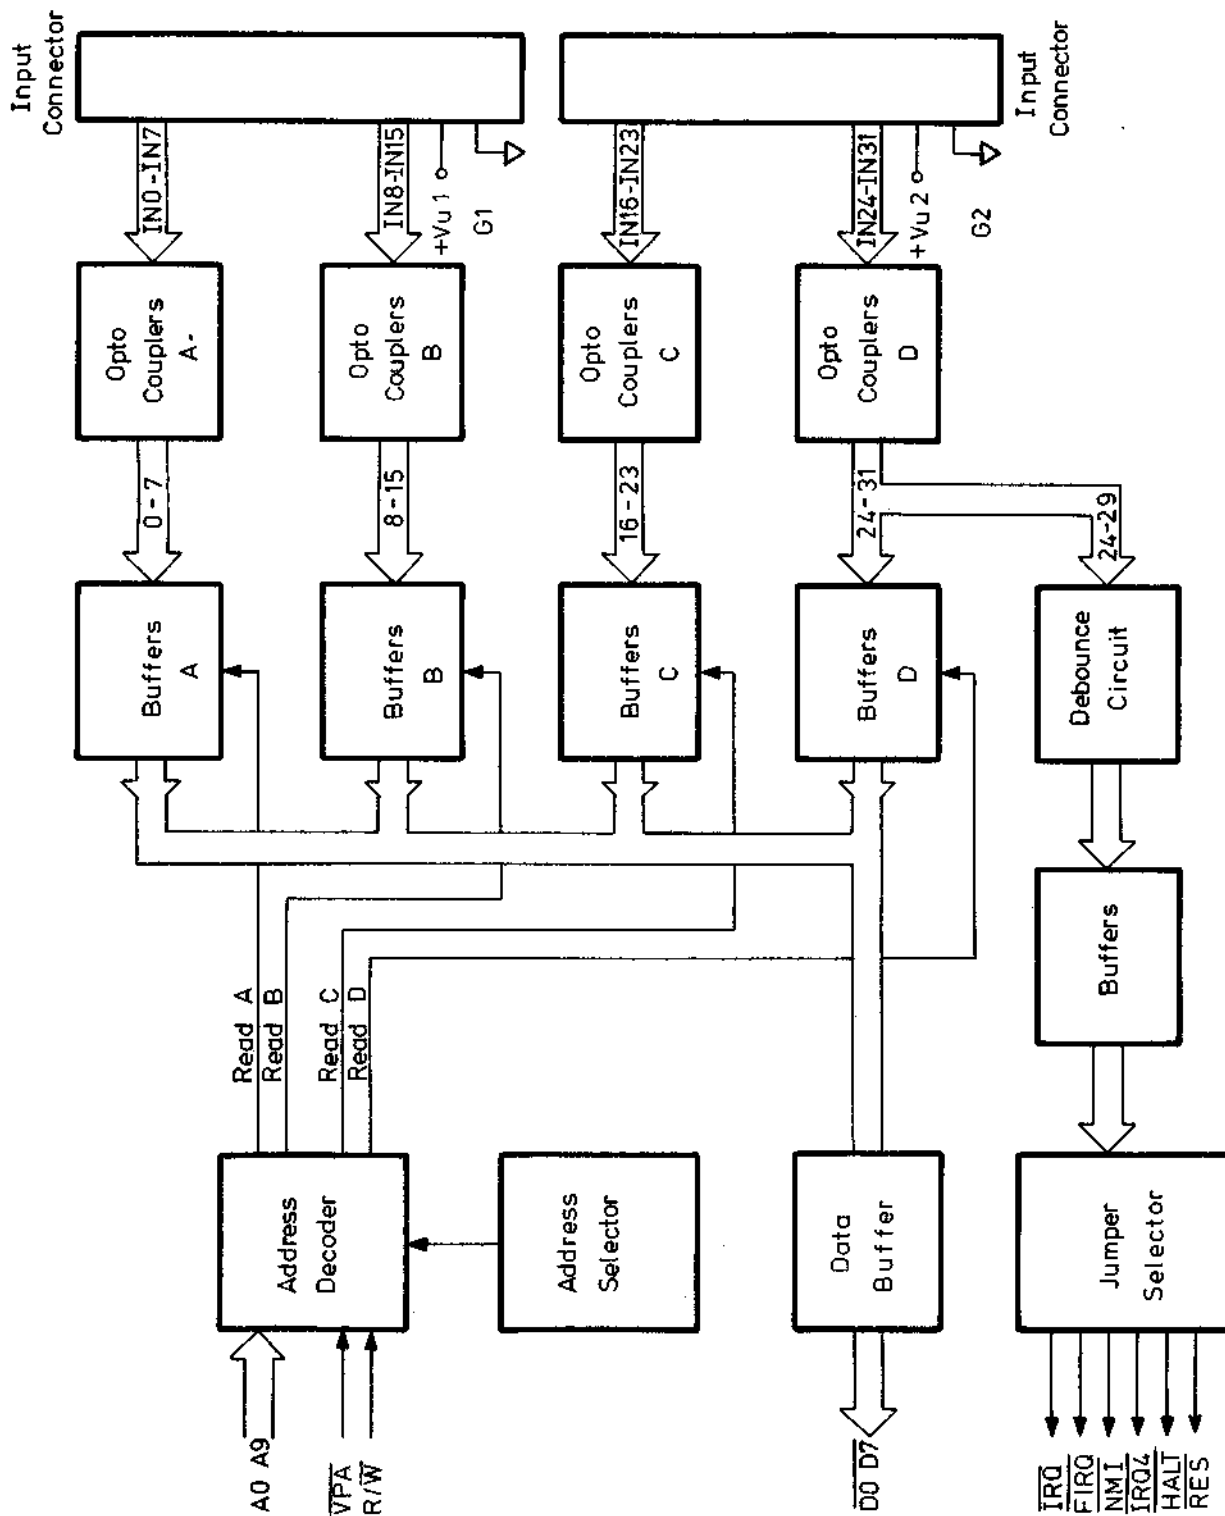 A0 A9
VPA
R/W
Address
Decoder
Read A
Read B
Read C
Read D
Buffers
A
0-7
Opto
Couplers
A-
IN0-IN7
Input
Connector
Buffers
B
8-15
Opto
Couplers
B
IN8-IN15
+Vu 1
G1
Address
Selector
Buffers
C
16-23
Opto
Couplers
C
IN16-IN23
Input
Connector
D0 D7
Data
Buffer
Buffers
D
24-31
Opto
Couplers
D
IN24-IN31
+Vu 2
G2
IRQ
FIRQ
NMI
IRQ4
HALT
RES
Jumper
Selector
Buffers
Debounce
Circuit
24-29